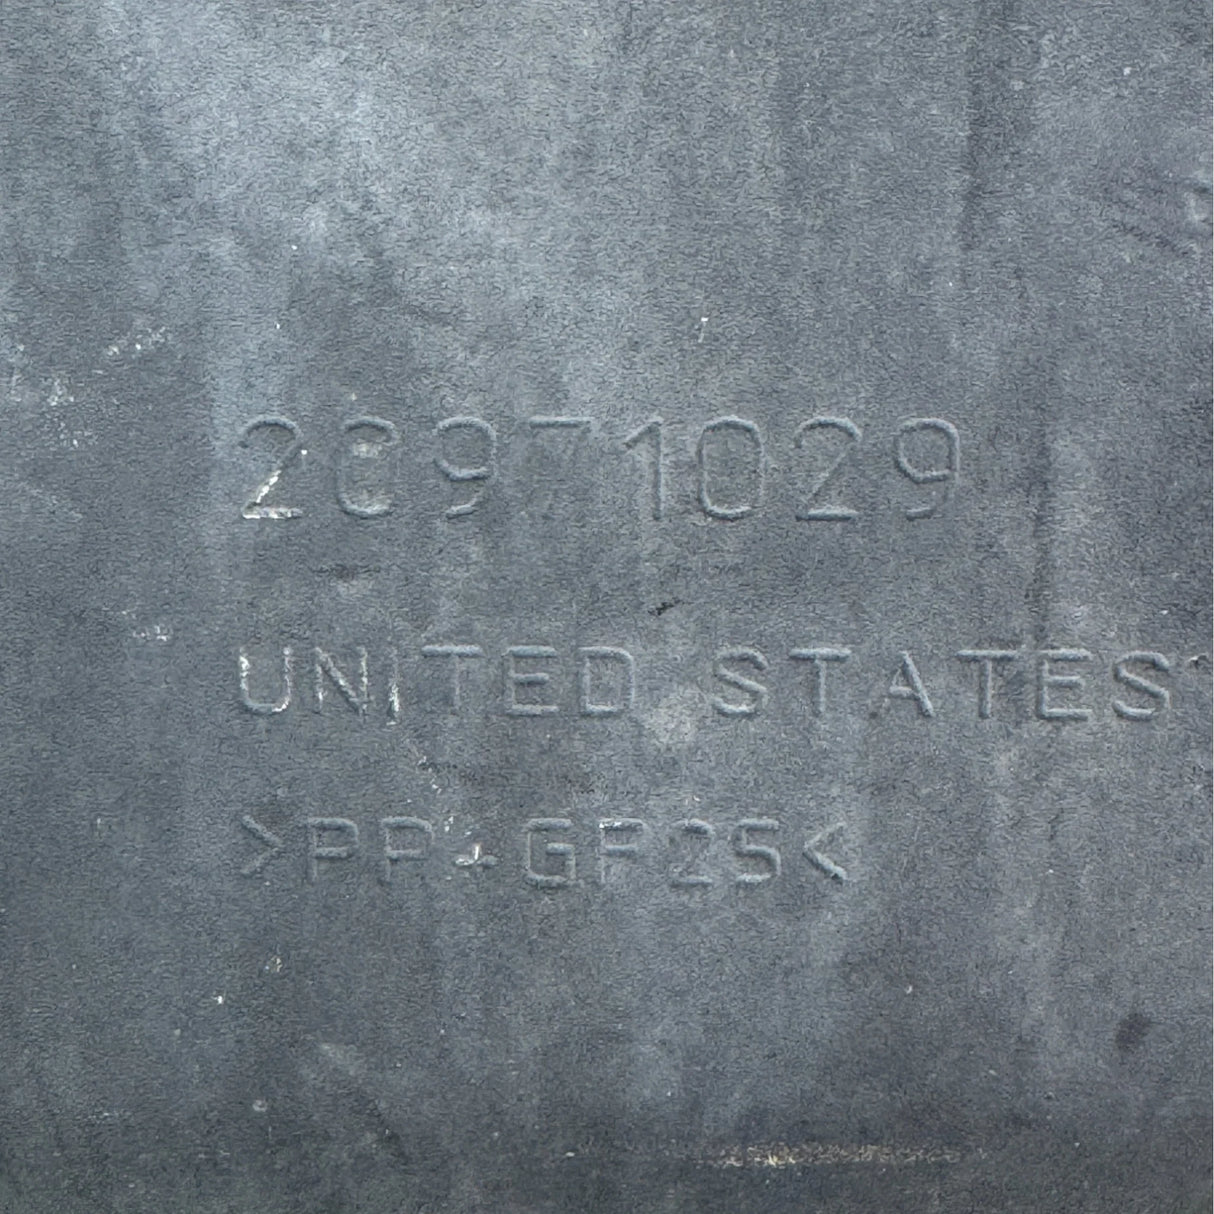 20971029
UNITED STATES
>PP+GF25<